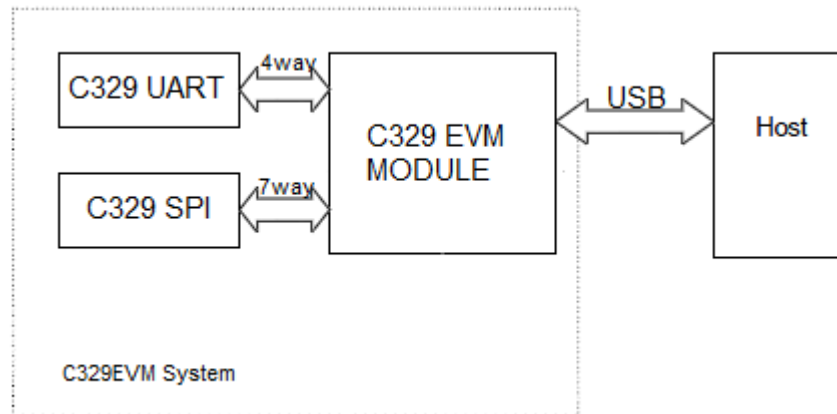 C329 UART
4way
C329 EVM
MODULE
USB
Host
C329 SPI
7way
C329EVM System